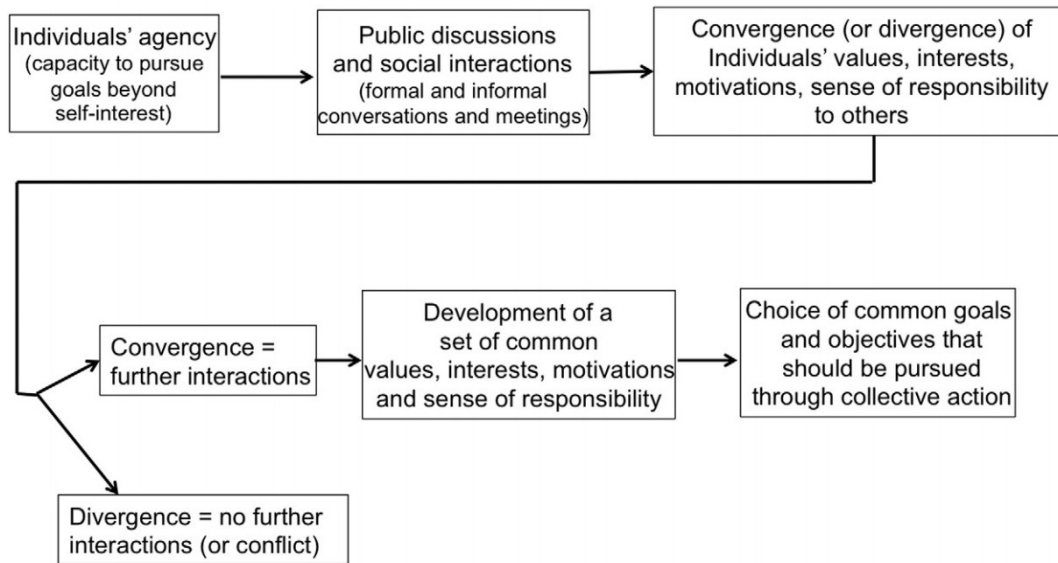 Individuals’ agency
(capacity to pursue
goals beyond
self-interest)
Public discussions
and social interactions
(formal and informal
conversations and meetings)
Convergence (or divergence) of
Individuals’ values, interests,
motivations, sense of responsibility
to others
Convergence =
further interactions
Development of a
set of common
values, interests, motivations
and sense of responsibility
Choice of common goals
and objectives that
should be pursued
through collective action
Divergence = no further
interactions (or conflict)